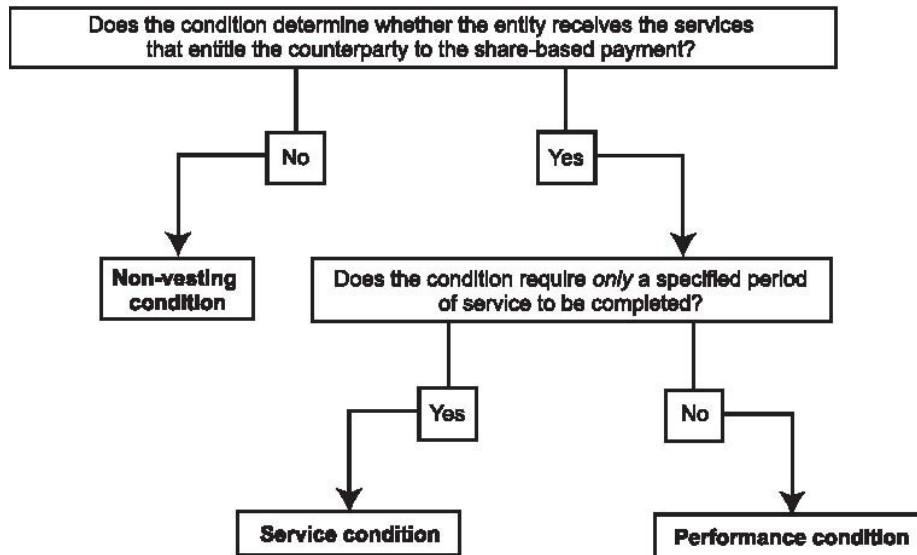 Does the condition determine whether the entity receives the services
that entitle the counterparty to the share-based payment?
No
Yes
Non-vesting
condition
Does the condition require only a specified period
of service to be completed?
Yes
No
Service condition
Performance condition